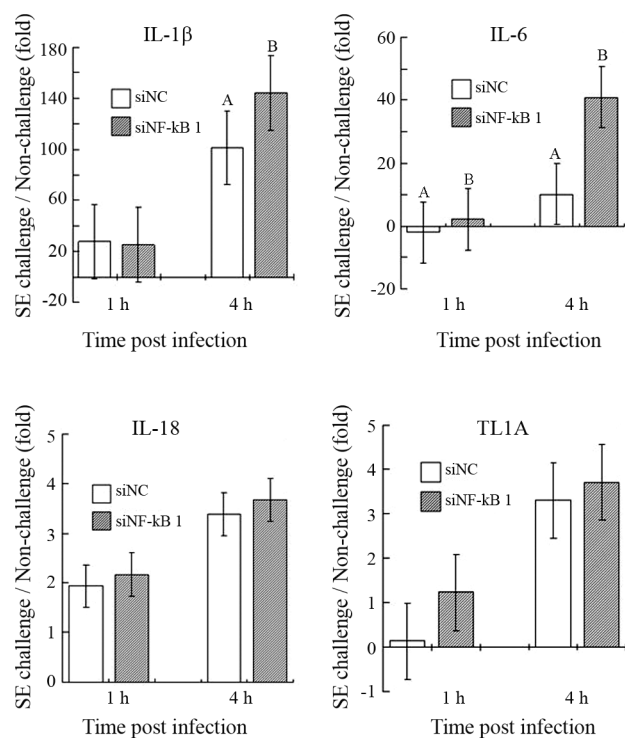 IL-1β
SE challenge / Non-challenge (fold)
180
140
100
60
20
-20
siNC
siNF-kB 1
A
B
1 h
4 h
Time post infection
IL-6
SE challenge / Non-challenge (fold)
60
40
20
0
-20
siNC
siNF-kB 1
A
B
A
B
1 h
4 h
Time post infection
IL-18
SE challenge / Non-challenge (fold)
5
4
3
2
1
0
siNC
siNF-kB 1
1 h
4 h
Time post infection
TL1A
SE challenge / Non-challenge (fold)
5
4
3
2
1
0
-1
siNC
siNF-kB 1
1 h
4 h
Time post infection